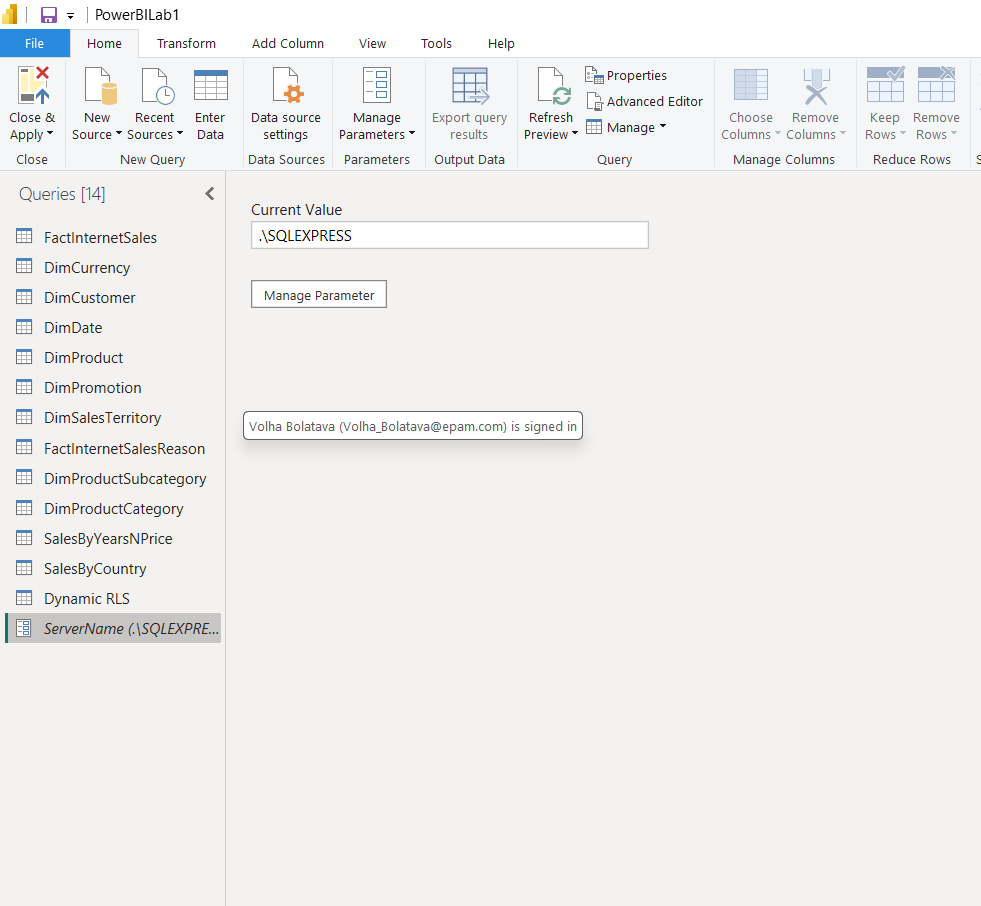 PowerBILab1
File Home Transform Add Column View Tools Help
Close &
Apply
Close
New
Source
Recent
Sources
Enter
Data
New Query
Data source
settings
Data Sources
Manage
Parameters
Parameters
Export query
results
Output Data
Refresh
Preview
Properties
Advanced Editor
Manage
Query
Choose
Columns
Remove
Columns
Manage Columns
Keep
Rows
Remove
Rows
Reduce Rows
S
Queries [14]
FactInternetSales
DimCurrency
DimCustomer
DimDate
DimProduct
DimPromotion
DimSalesTerritory
FactInternetSalesReason
DimProductSubcategory
DimProductCategory
SalesByYearsNPrice
SalesByCountry
Dynamic RLS
ServerName (.\SQLEXPRE...
Current Value
.\SQLEXPRESS
Manage Parameter
Volha Bolatava (Volha_Bolatava@epam.com) is signed in